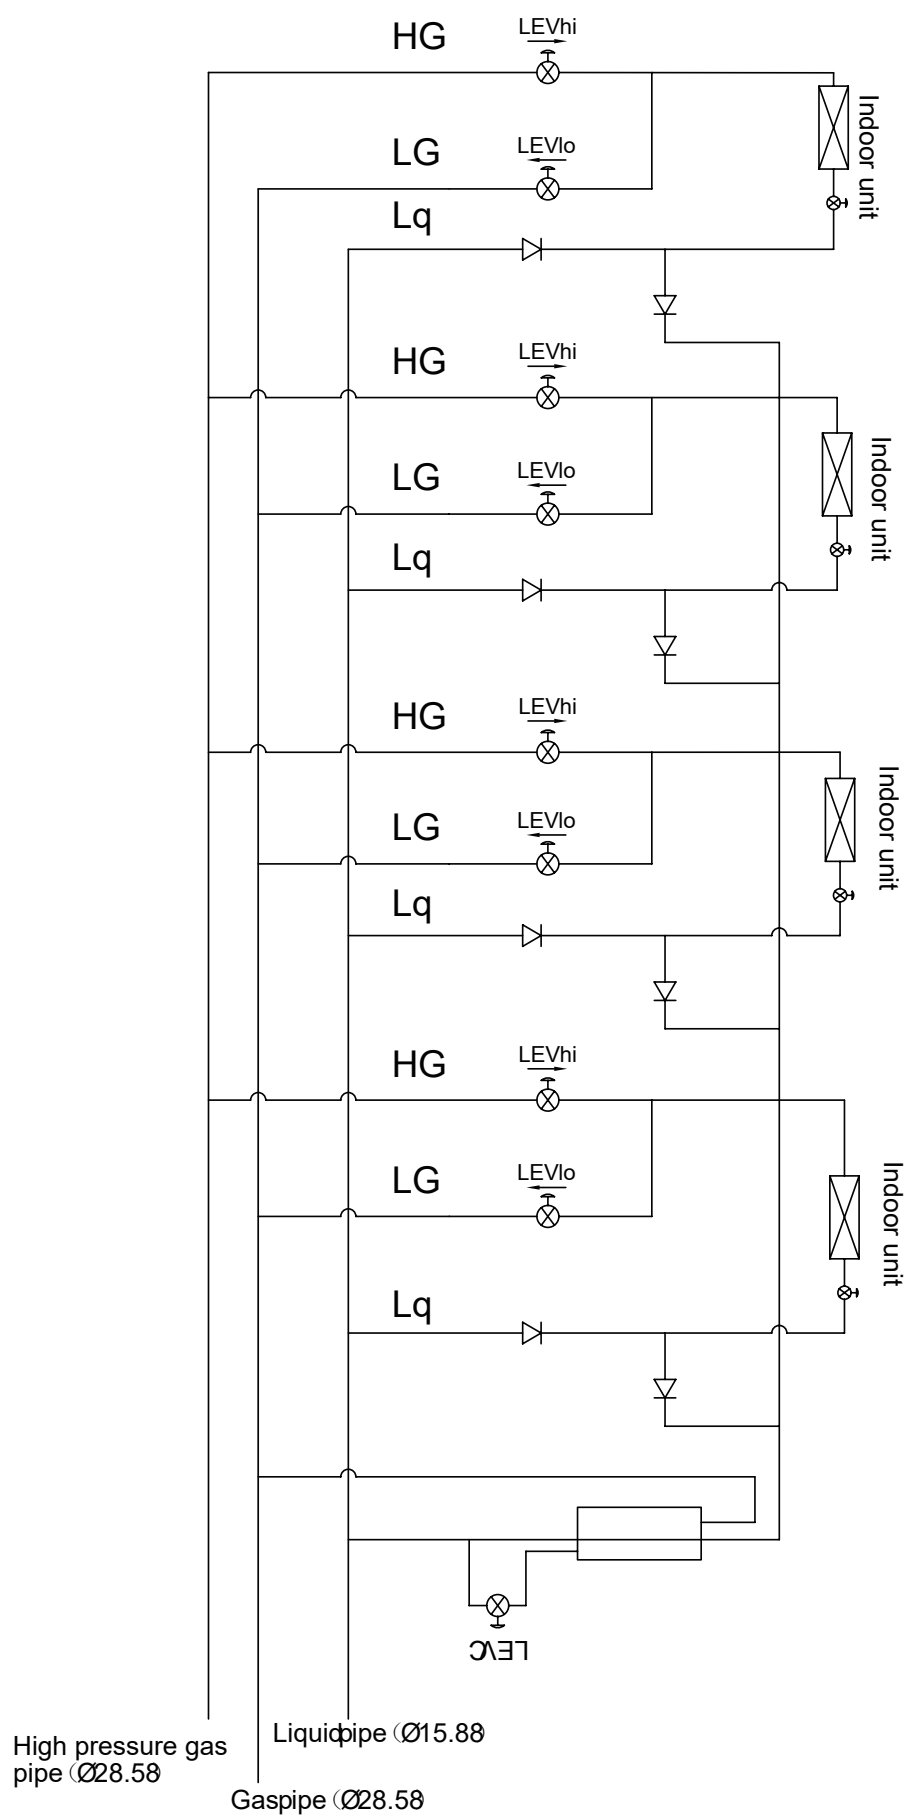 HG
LEVhi
Indoor unit
LG
LEVlo
Lq
HG
LEVhi
Indoor unit
LG
LEVlo
Lq
HG
LEVhi
Indoor unit
LG
LEVlo
Lq
HG
LEVhi
Indoor unit
LG
LEVlo
Lq
LEVC
Liquidpipe (Ø15.88)
High pressure gas
pipe (Ø28.58)
Gaspipe (Ø28.58)